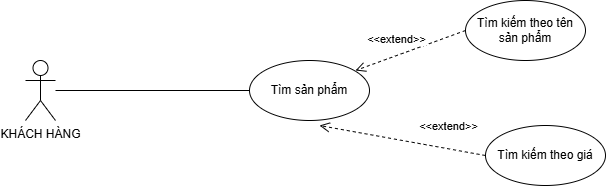 Tìm kiếm theo tên
sản phẩm
<<extend>>
Tìm sản phẩm
KHÁCH HÀNG
<<extend>>
Tìm kiếm theo giá